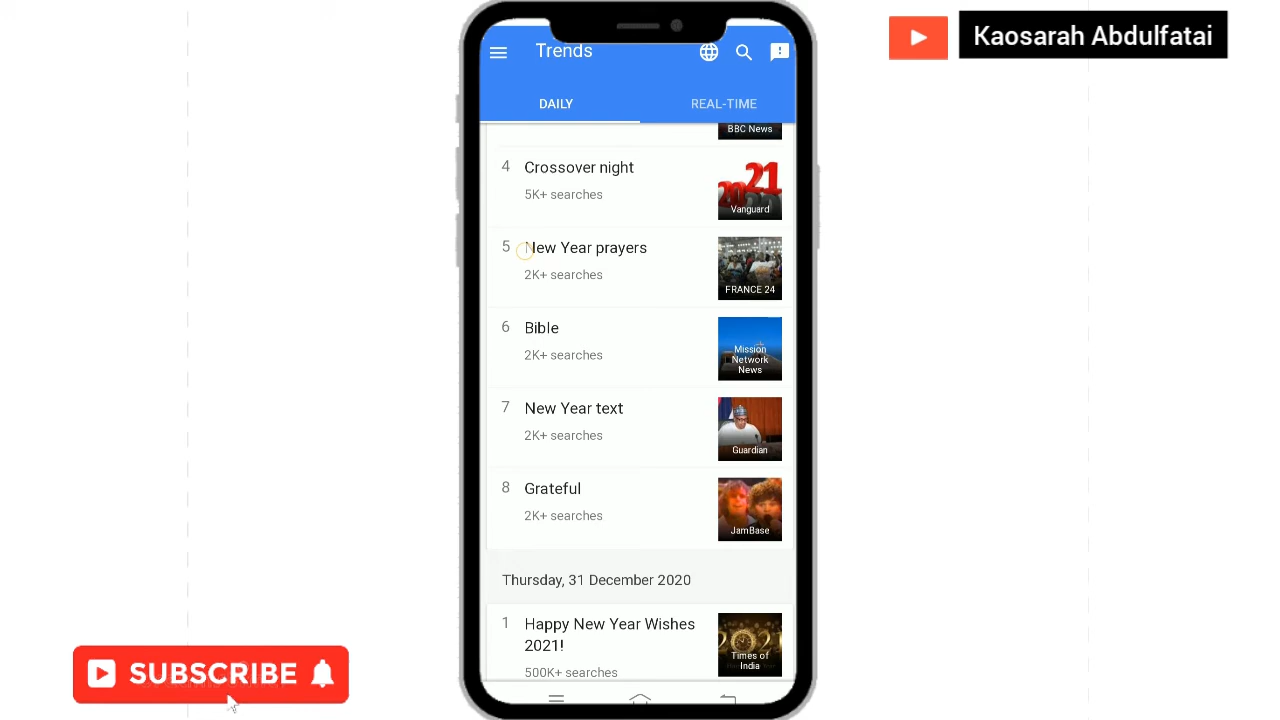 Kaosarah Abdulfatai
Trends
DAILY
REAL-TIME
BBC News
4
Crossover night
5K+ searches
2021
Vanguard
5
New Year prayers
2K+ searches
FRANCE 24
6
Bible
2K+ searches
Mission
Network
News
7
New Year text
2K+ searches
Guardian
8
Grateful
2K+ searches
JamBase
Thursday, 31 December 2020
1
Happy New Year Wishes
2021!
500K+ searches
Times of
India
SUBSCRIBE